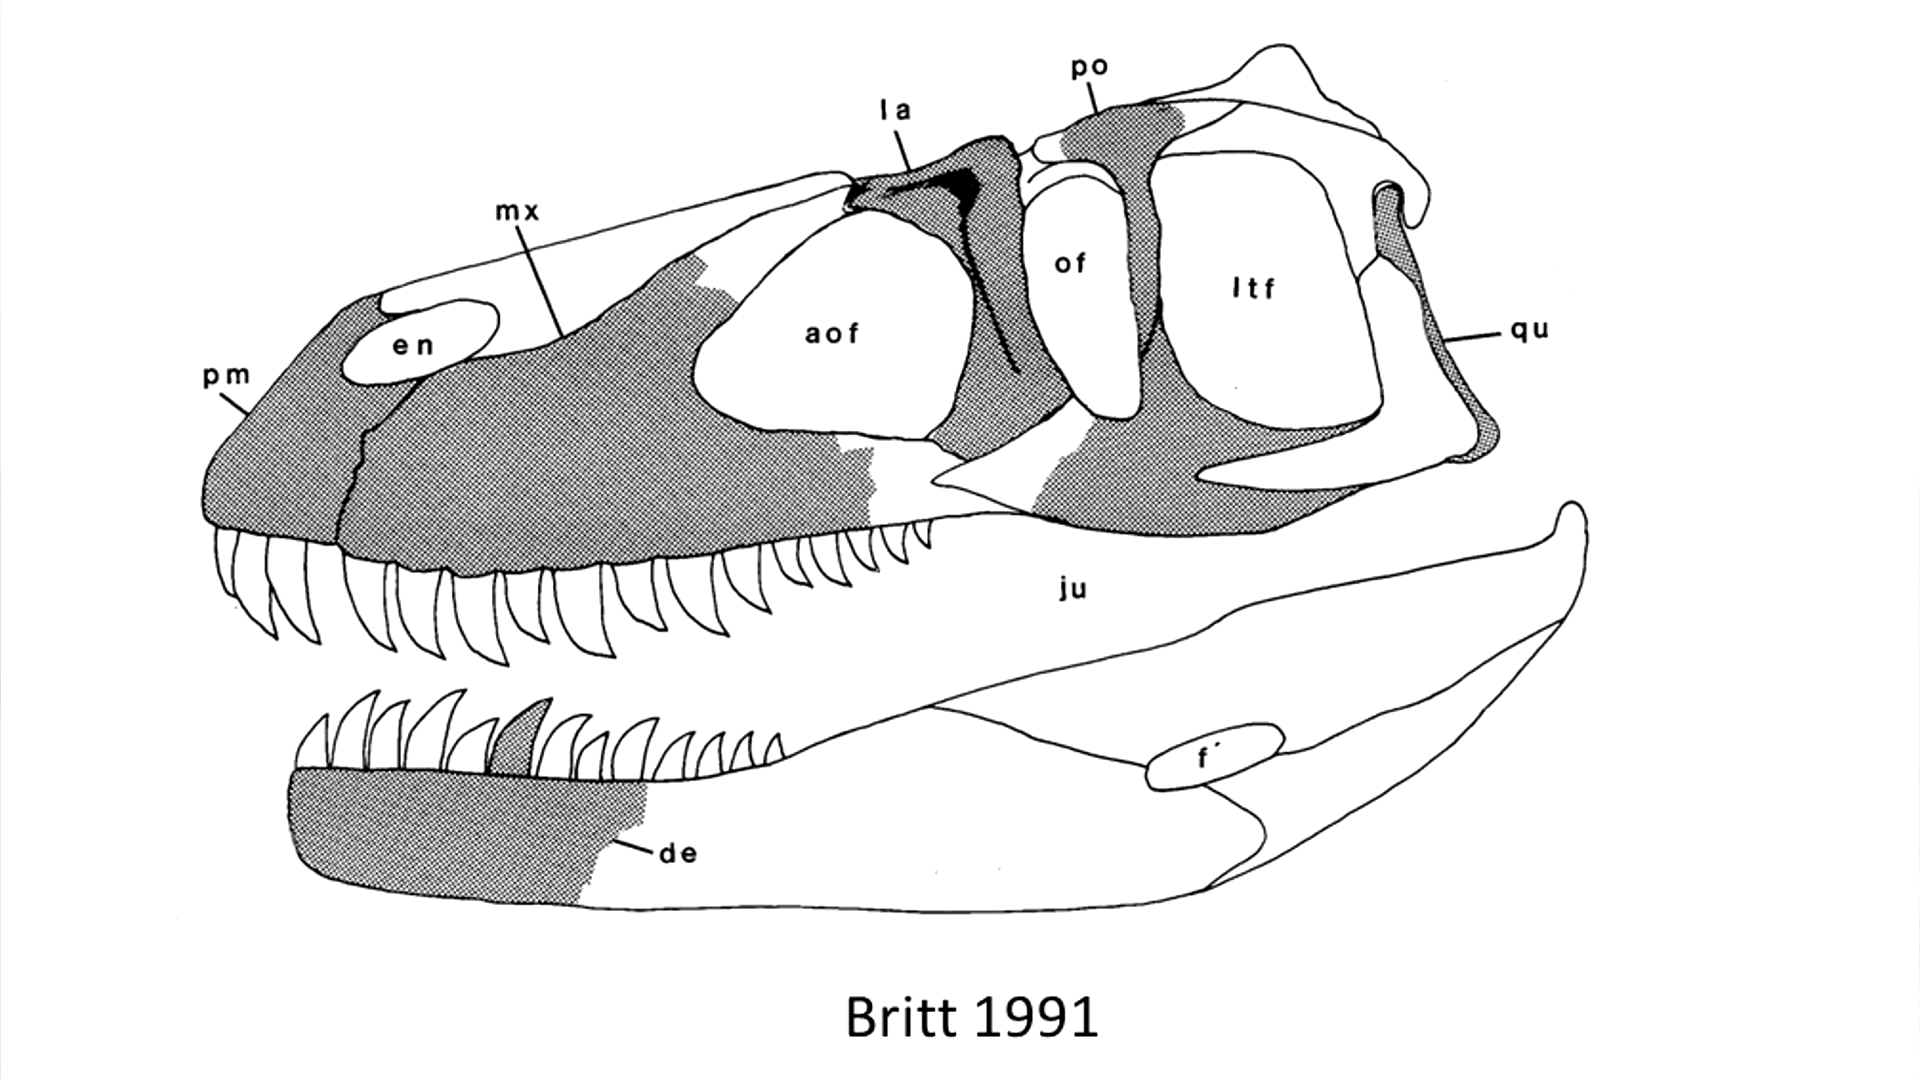 po
la
mx
of
ltf
aof
qu
en
pm
ju
f´
de
Britt 1991